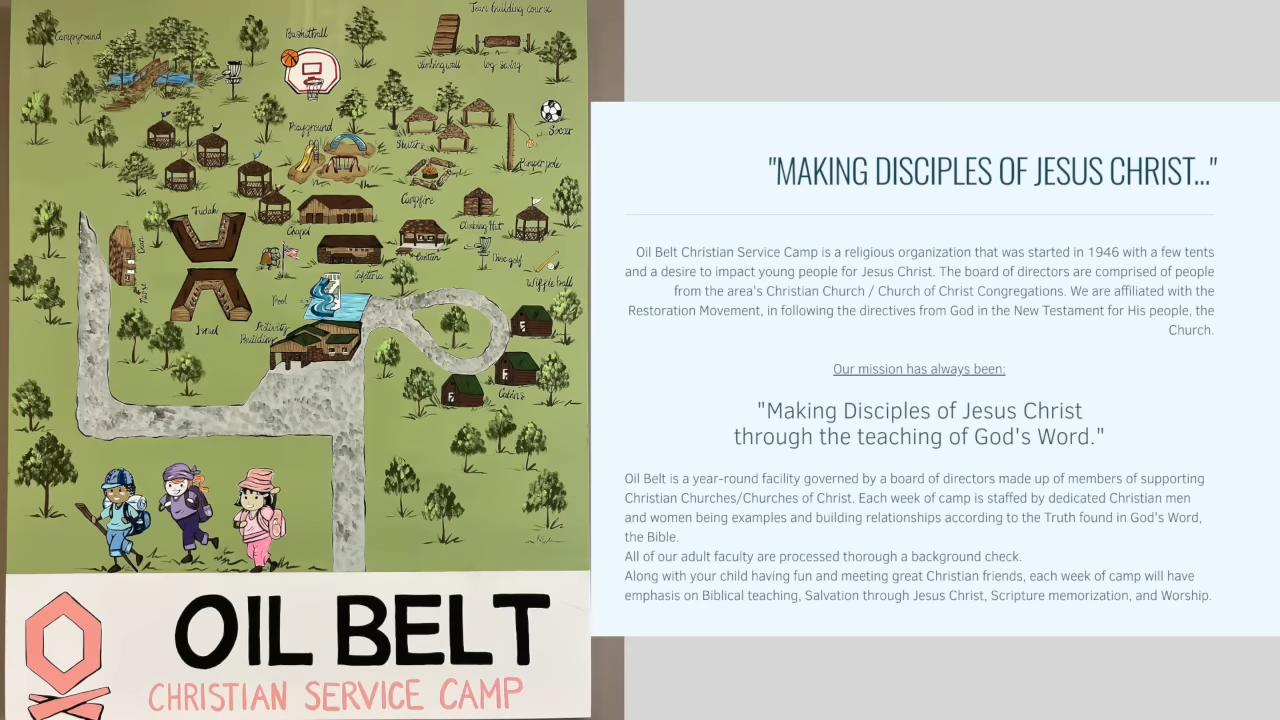 Team building course
Campground
Basketball
climbing wall
log swing
Playground
Soccer
Shelters
Tudah
Campfire
Chapel
Climbing Hut
Canteen
Disc golf
Cafeteria
Wiffle ball
Pool
Israel
Activity
Building
Cabins
OIL BELT
CHRISTIAN SERVICE CAMP
"MAKING DISCIPLES OF JESUS CHRIST..."
Oil Belt Christian Service Camp is a religious organization that was started in 1946 with a few tents
and a desire to impact young people for Jesus Christ. The board of directors are comprised of people
from the area's Christian Church / Church of Christ Congregations. We are affiliated with the
Restoration Movement, in following the directives from God in the New Testament for His people, the
Church.
Our mission has always been:
"Making Disciples of Jesus Christ
through the teaching of God's Word."
Oil Belt is a year-round facility governed by a board of directors made up of members of supporting
Christian Churches/Churches of Christ. Each week of camp is staffed by dedicated Christian men
and women being examples and building relationships according to the Truth found in God's Word,
the Bible.
All of our adult faculty are processed thorough a background check.
Along with your child having fun and meeting great Christian friends, each week of camp will have
emphasis on Biblical teaching, Salvation through Jesus Christ, Scripture memorization, and Worship.